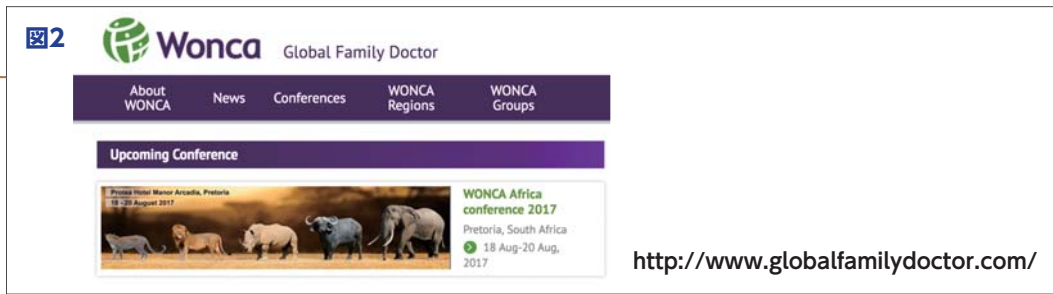 図2
Wonca Global Family Doctor
About WONCA News Conferences WONCA Regions WONCA Groups
Upcoming Conference
Protea Hotel Manor Arcadia, Pretoria
18 - 20 August 2017
WONCA Africa
conference 2017
Pretoria, South Africa
18 Aug-20 Aug,
2017
http://www.globalfamilydoctor.com/